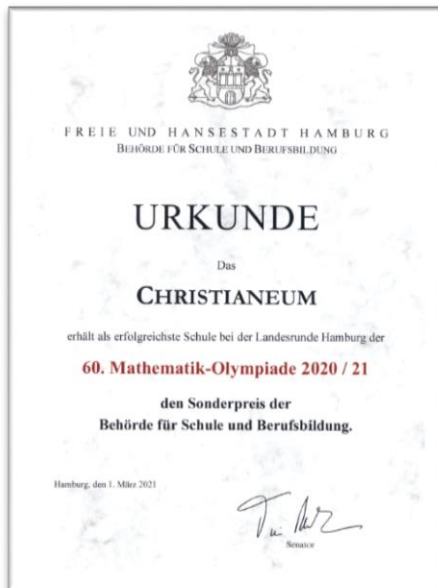 FREIE UND HANSESTADT HAMBURG
BEHÖRDE FÜR SCHULE UND BERUFSBILDUNG
URKUNDE
Das
CHRISTIANEUM
erhält als erfolgreichste Schule bei der Landesrunde Hamburg der
60. Mathematik-Olympiade 2020 / 21
den Sonderpreis der
Behörde für Schule und Berufsbildung.
Hamburg, den 1. März 2021
Senator